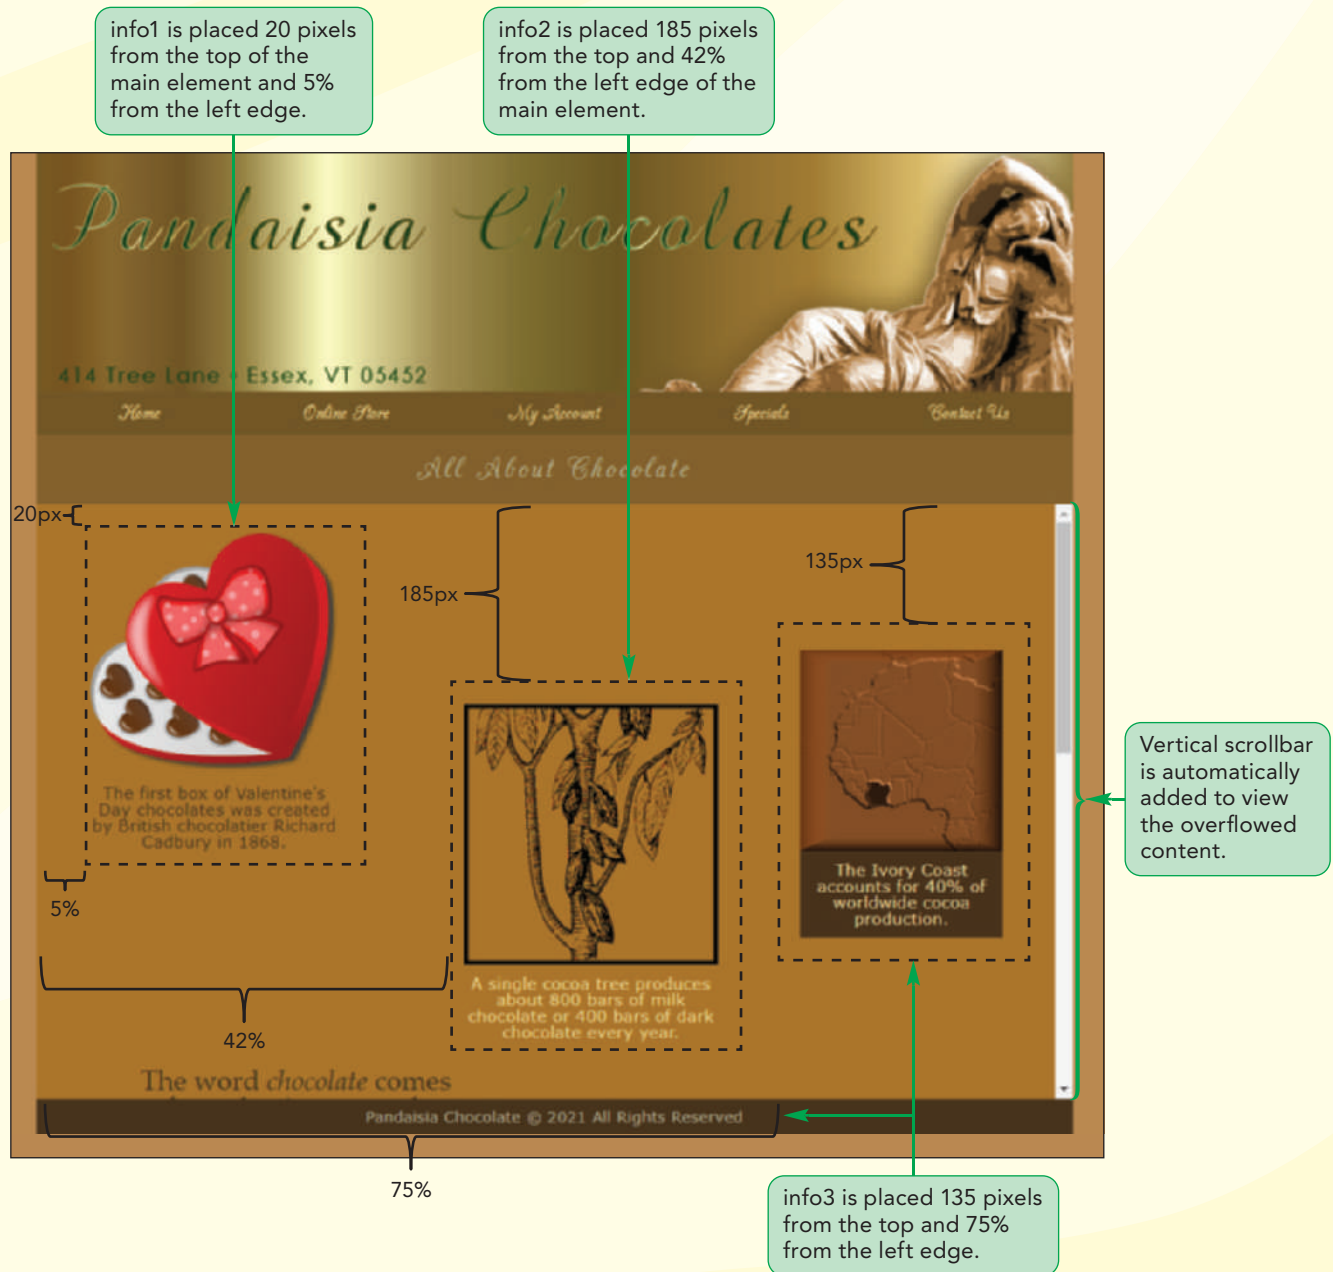 info1 is placed 20 pixels
from the top of the
main element and 5%
from the left edge.
info2 is placed 185 pixels
from the top and 42%
from the left edge of the
main element.
Pandaisia Chocolates
414 Tree Lane • Essex, VT 05452
Home Online Store My Account Specials Contact Us
All About Chocolate
20px
185px
135px
The first box of Valentine's
Day chocolates was created
by British chocolatier Richard
Cadbury in 1868.
5%
42%
A single cocoa tree produces
about 800 bars of milk
chocolate or 400 bars of dark
chocolate every year.
The Ivory Coast
accounts for 40% of
worldwide cocoa
production.
Vertical scrollbar
is automatically
added to view
the overflowed
content.
The word chocolate comes
Pandaisia Chocolate © 2021 All Rights Reserved
75%
info3 is placed 135 pixels
from the top and 75%
from the left edge.